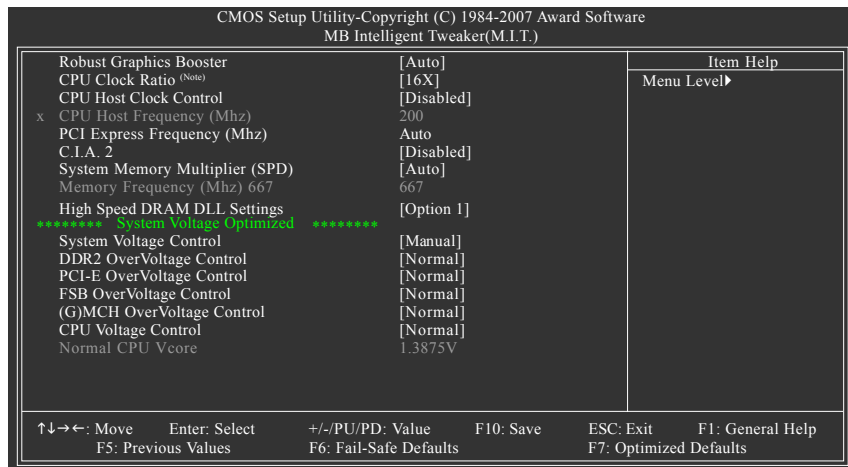 CMOS Setup Utility-Copyright (C) 1984-2007 Award Software
MB Intelligent Tweaker(M.I.T.)
Robust Graphics Booster [Auto]
CPU Clock Ratio (Note) [16X]
CPU Host Clock Control [Disabled]
x CPU Host Frequency (Mhz) 200
PCI Express Frequency (Mhz) Auto
C.I.A. 2 [Disabled]
System Memory Multiplier (SPD) [Auto]
Memory Frequency (Mhz) 667 667
High Speed DRAM DLL Settings [Option 1]
******** System Voltage Optimized ********
System Voltage Control [Manual]
DDR2 OverVoltage Control [Normal]
PCI-E OverVoltage Control [Normal]
FSB OverVoltage Control [Normal]
(G)MCH OverVoltage Control [Normal]
CPU Voltage Control [Normal]
Normal CPU Vcore 1.3875V
Item Help
Menu Level▶
↑↓→←: Move Enter: Select +/-/PU/PD: Value F10: Save ESC: Exit F1: General Help
F5: Previous Values F6: Fail-Safe Defaults F7: Optimized Defaults